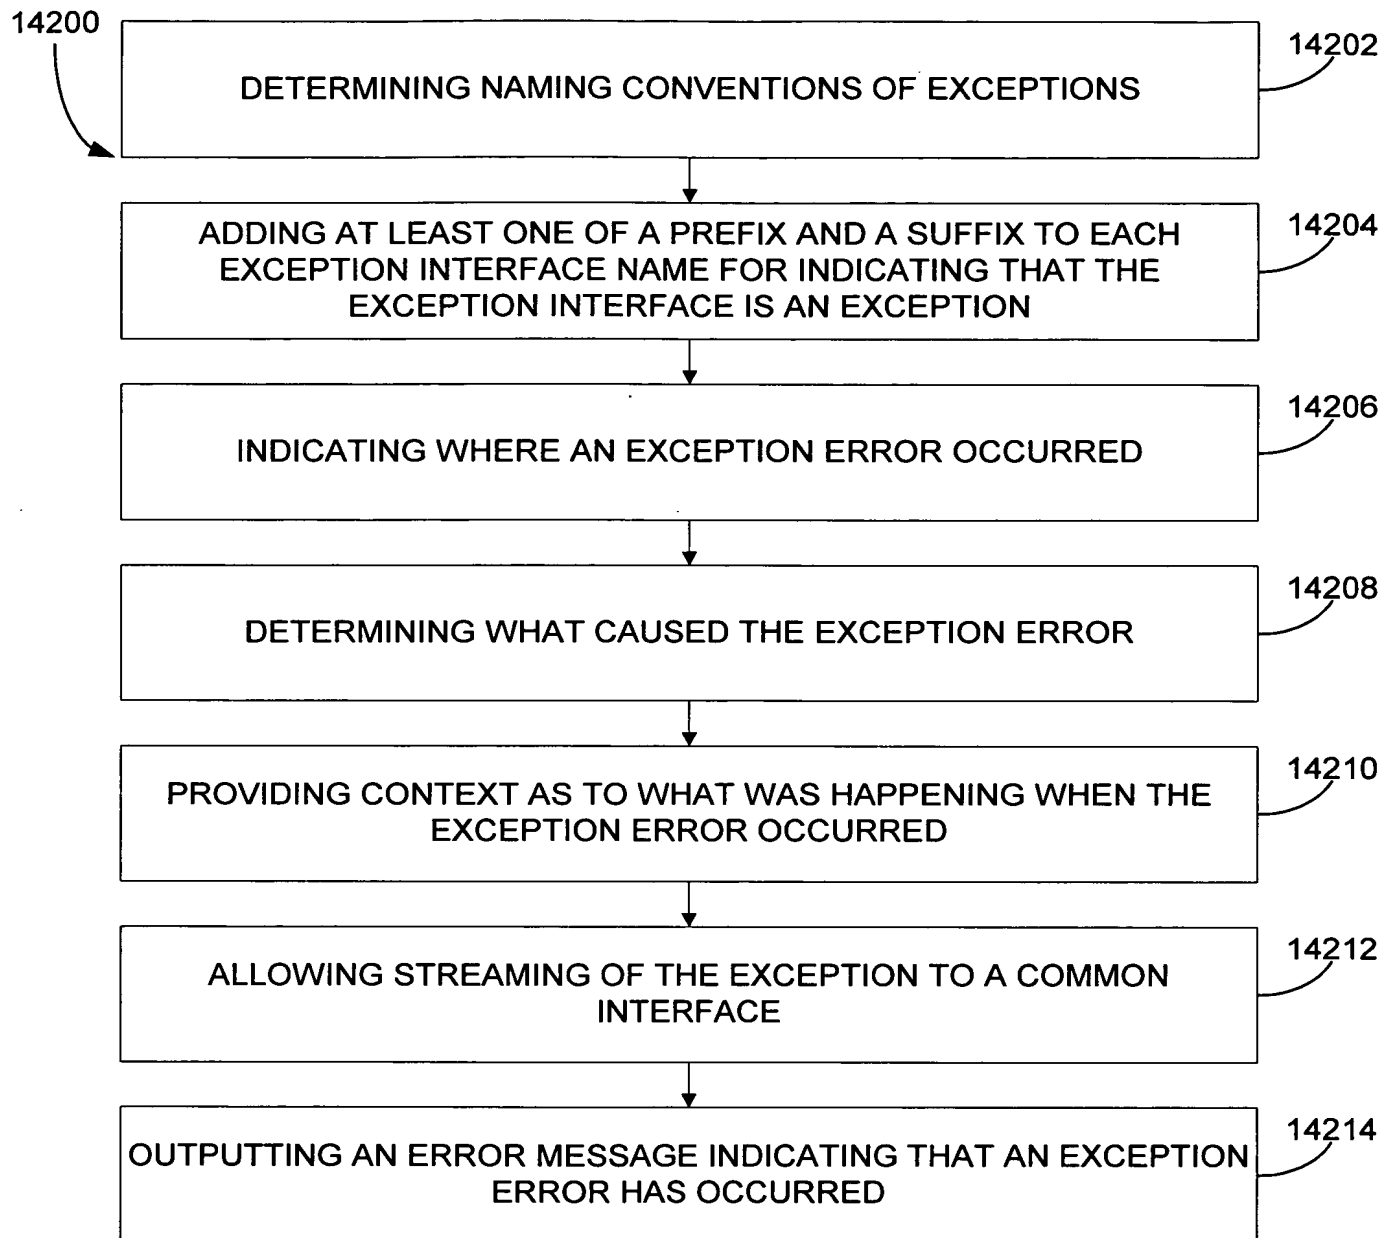 14200
14202
DETERMINING NAMING CONVENTIONS OF EXCEPTIONS
14204
ADDING AT LEAST ONE OF A PREFIX AND A SUFFIX TO EACH
EXCEPTION INTERFACE NAME FOR INDICATING THAT THE
EXCEPTION INTERFACE IS AN EXCEPTION
14206
INDICATING WHERE AN EXCEPTION ERROR OCCURRED
14208
DETERMINING WHAT CAUSED THE EXCEPTION ERROR
14210
PROVIDING CONTEXT AS TO WHAT WAS HAPPENING WHEN THE
EXCEPTION ERROR OCCURRED
14212
ALLOWING STREAMING OF THE EXCEPTION TO A COMMON
INTERFACE
14214
OUTPUTTING AN ERROR MESSAGE INDICATING THAT AN EXCEPTION
ERROR HAS OCCURRED